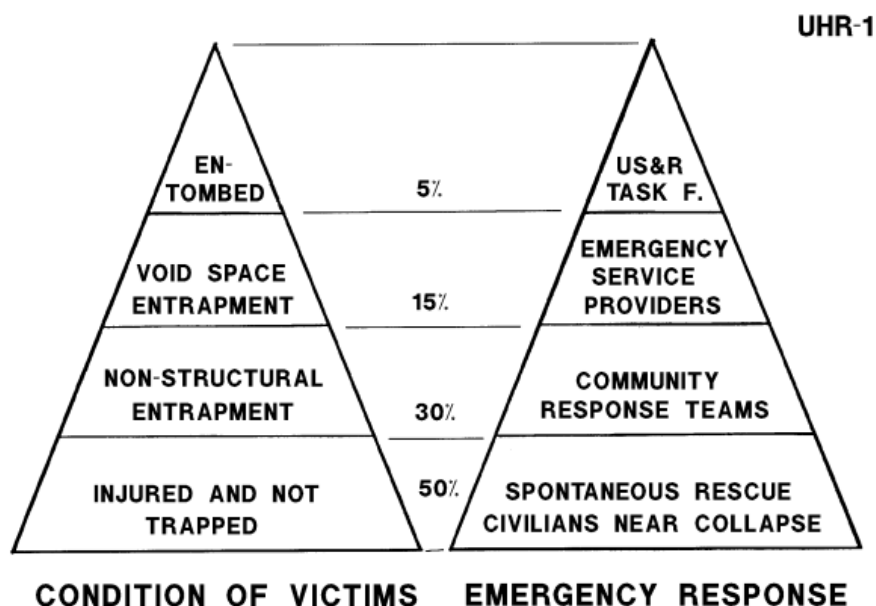 UHR-1
EN-
TOMBED
5%
US&R
TASK F.
VOID SPACE
ENTRAPMENT
15%
EMERGENCY
SERVICE
PROVIDERS
NON-STRUCTURAL
ENTRAPMENT
30%
COMMUNITY
RESPONSE TEAMS
INJURED AND NOT
TRAPPED
50%
SPONTANEOUS RESCUE
CIVILIANS NEAR COLLAPSE
CONDITION OF VICTIMS
EMERGENCY RESPONSE